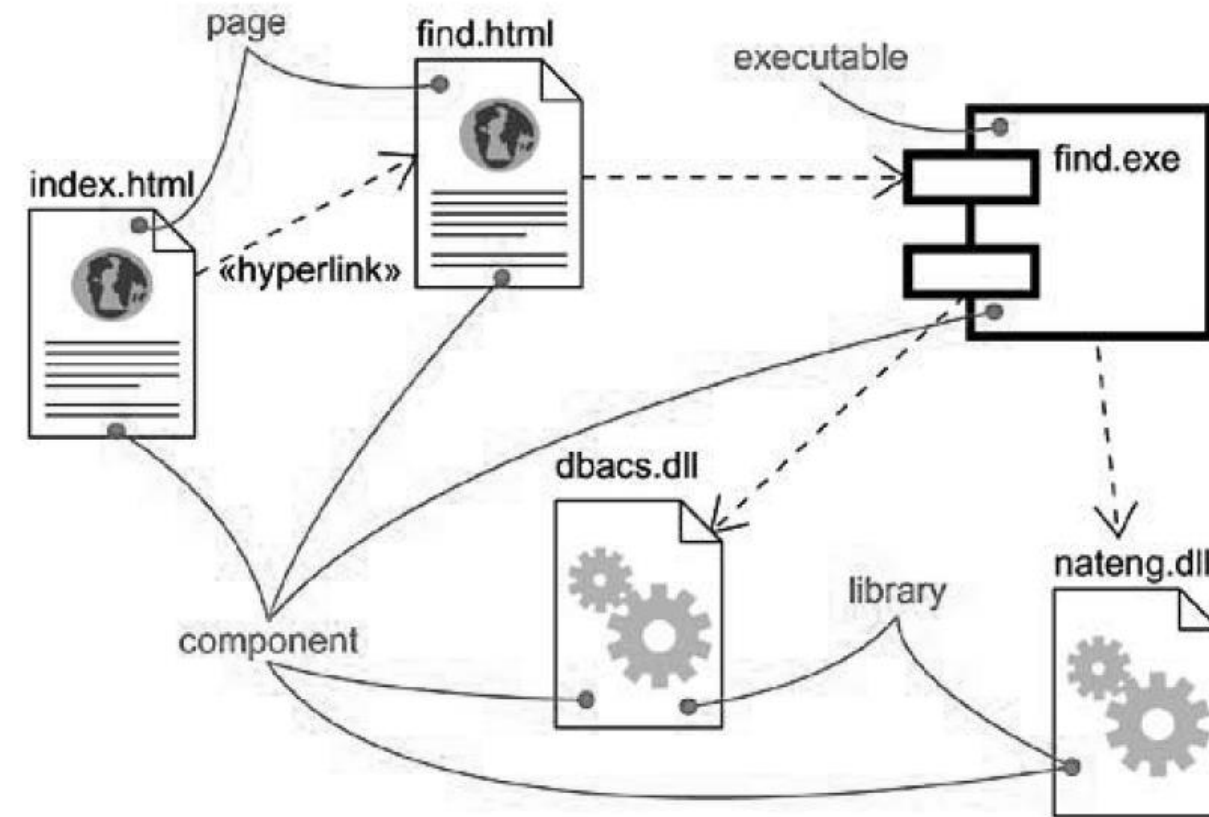 page
find.html
executable
find.exe
index.html
«hyperlink»
dbacs.dll
nateng.dll
library
component